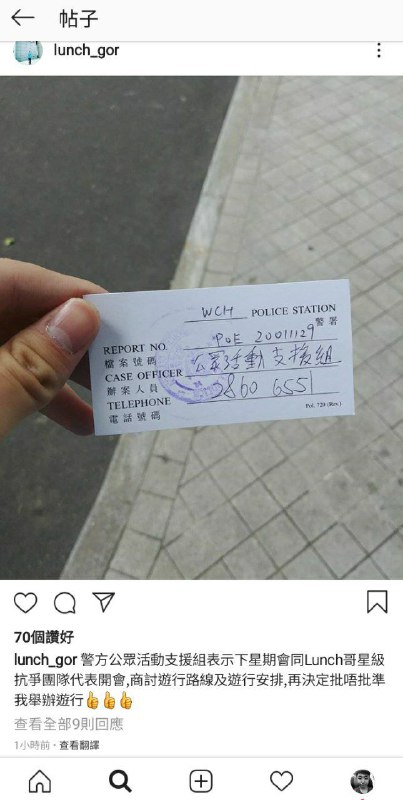 帖子
lunch_gor
WCH POLICE STATION
警署
REPORT NO. PoE 20011129
檔案號碼
CASE OFFICER 公眾活動支援組
辦案人員
TELEPHONE 2860 6551
電話號碼
Pol. 720 (Rev.)
70個讚好
lunch_gor 警方公眾活動支援組表示下星期會同Lunch哥星級
抗爭團隊代表開會,商討遊行路線及遊行安排,再決定批唔批準
我舉辦遊行👍👍👍
查看全部9則回應
1小時前 · 查看翻譯